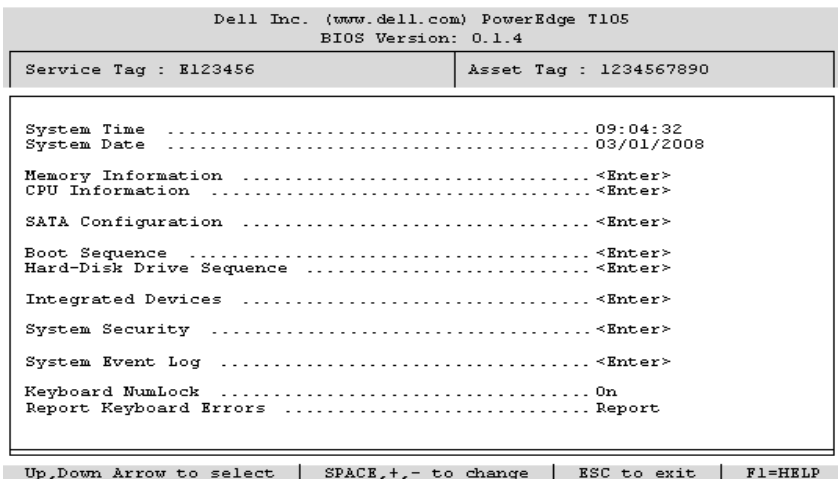 Dell Inc. (www.dell.com) PowerEdge T105
BIOS Version: 0.1.4
Service Tag : E123456 Asset Tag : 1234567890
System Time ........................................ 09:04:32
System Date ........................................ 03/01/2008
Memory Information ................................. <Enter>
CPU Information .................................... <Enter>
SATA Configuration ................................. <Enter>
Boot Sequence ...................................... <Enter>
Hard-Disk Drive Sequence ........................... <Enter>
Integrated Devices ................................. <Enter>
System Security .................................... <Enter>
System Event Log ................................... <Enter>
Keyboard NumLock ................................... On
Report Keyboard Errors ............................. Report
Up,Down Arrow to select | SPACE,+,- to change | ESC to exit | F1=HELP